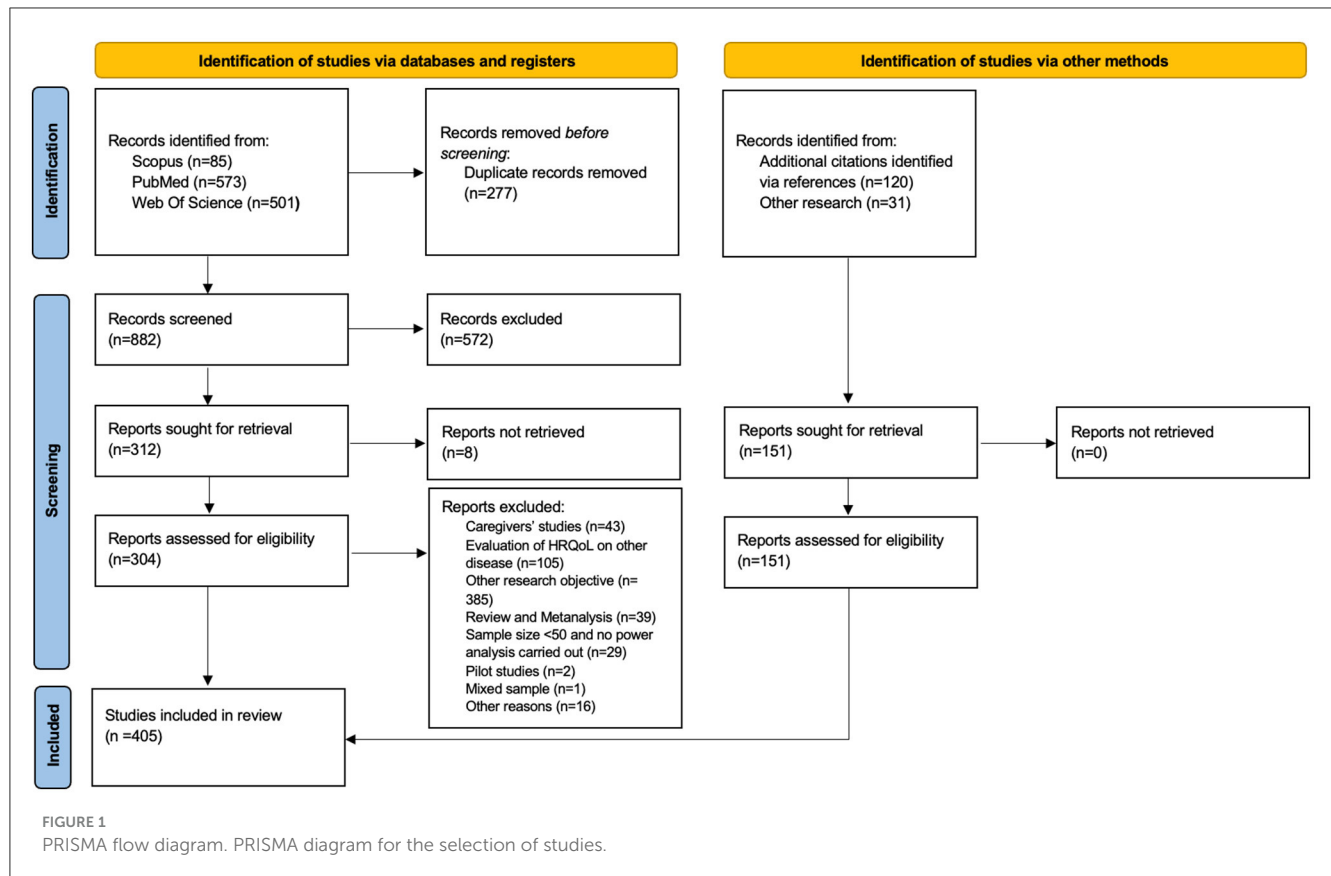 Identification of studies via databases and registers
Identification of studies via other methods
Identification
Records identified from:
Scopus (n=85)
PubMed (n=573)
Web Of Science (n=501)
Records removed before
screening:
Duplicate records removed
(n=277)
Records identified from:
Additional citations identified
via references (n=120)
Other research (n=31)
Screening
Records screened
(n=882)
Records excluded
(n=572)
Reports sought for retrieval
(n=312)
Reports not retrieved
(n=8)
Reports sought for retrieval
(n=151)
Reports not retrieved
(n=0)
Reports assessed for eligibility
(n=304)
Reports excluded:
Caregivers' studies (n=43)
Evaluation of HRQoL on other
disease (n=105)
Other research objective (n=
385)
Review and Metanalysis (n=39)
Sample size <50 and no power
analysis carried out (n=29)
Pilot studies (n=2)
Mixed sample (n=1)
Other reasons (n=16)
Reports assessed for eligibility
(n=151)
Included
Studies included in review
(n =405)
FIGURE 1
PRISMA flow diagram. PRISMA diagram for the selection of studies.